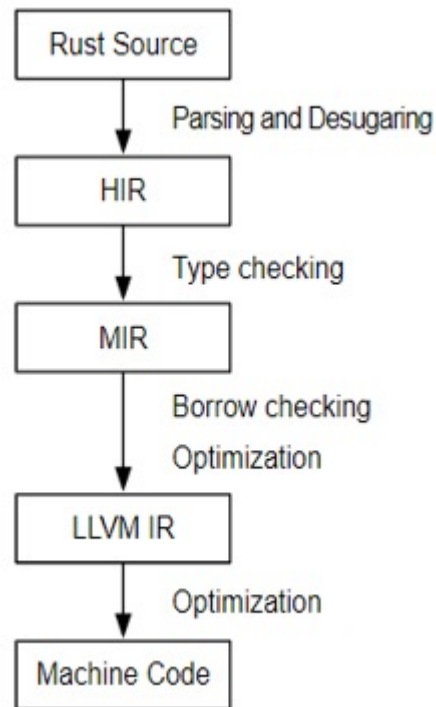 Rust Source
Parsing and Desugaring
HIR
Type checking
MIR
Borrow checking
Optimization
LLVM IR
Optimization
Machine Code